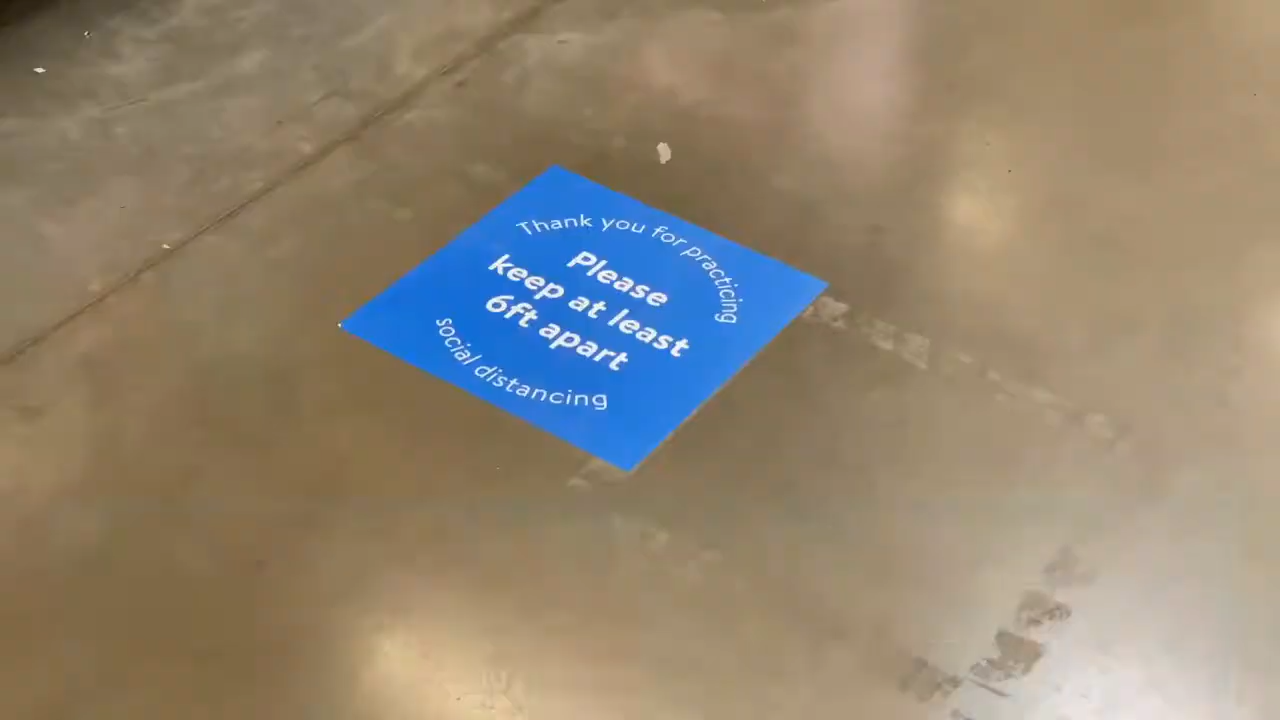 Thank you for practicing
Please
keep at least
6ft apart
social distancing